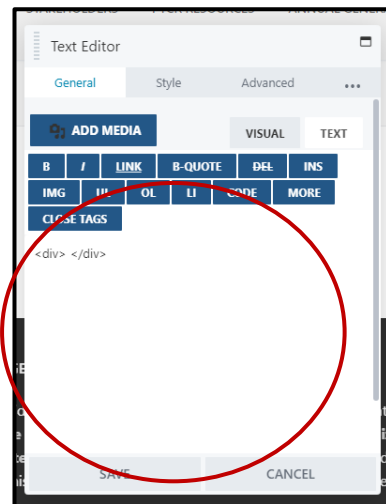 Text Editor
General Style Advanced
ADD MEDIA VISUAL TEXT
B I LINK B-QUOTE DEL INS
IMG UL OL LI CODE MORE
CLOSE TAGS
<div> </div>
SAVE CANCEL